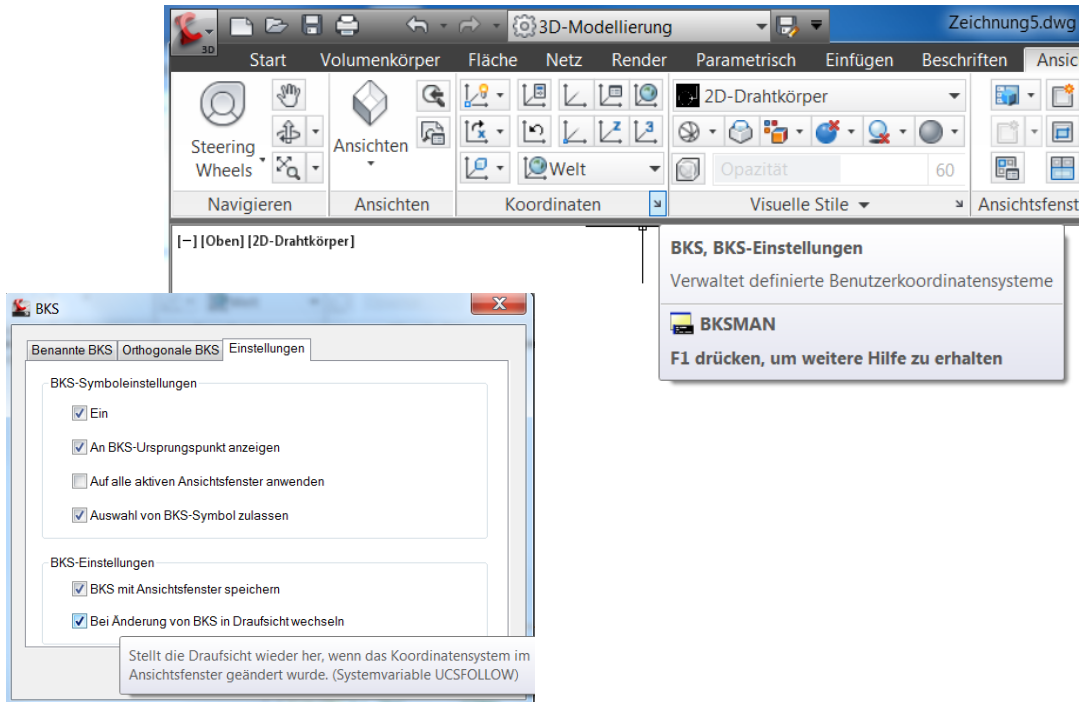 3D-Modellierung
Zeichnung5.dwg
3D
Start Volumenkörper Fläche Netz Render Parametrisch Einfügen Beschriften Ansic
2D-Drahtkörper
Steering
Wheels
Ansichten
Welt
Opazität 60
Navigieren Ansichten Koordinaten Visuelle Stile Ansichtsfenst
[−] [Oben] [2D-Drahtkörper]
BKS, BKS-Einstellungen
Verwaltet definierte Benutzerkoordinatensysteme
BKSMAN
F1 drücken, um weitere Hilfe zu erhalten
BKS
Benannte BKS Orthogonale BKS Einstellungen
BKS-Symboleinstellungen
Ein
An BKS-Ursprungspunkt anzeigen
Auf alle aktiven Ansichtsfenster anwenden
Auswahl von BKS-Symbol zulassen
BKS-Einstellungen
BKS mit Ansichtsfenster speichern
Bei Änderung von BKS in Draufsicht wechseln
Stellt die Draufsicht wieder her, wenn das Koordinatensystem im
Ansichtsfenster geändert wurde. (Systemvariable UCSFOLLOW)